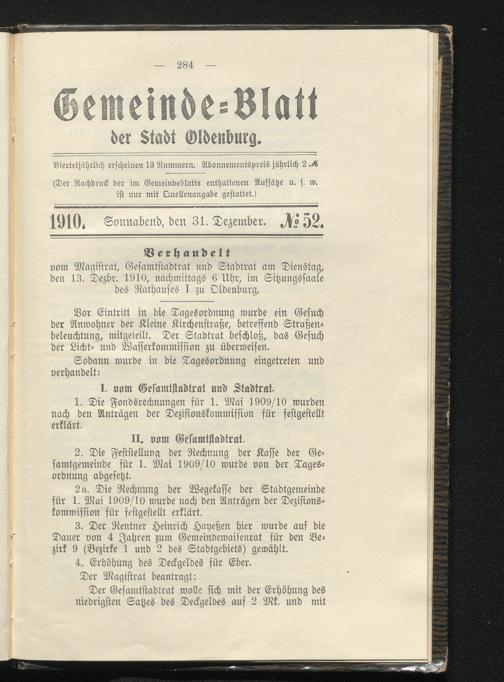 — 284 —
Gemeinde=Blatt
der Stadt Oldenburg.
Vierteljährlich erscheinen 13 Nummern. Abonnementspreis jährlich 2 ℳ
(Der Nachdruck der im Gemeindeblatte enthaltenen Aufsätze u. s. w.
ist nur mit Quellenangabe gestattet.)
1910. Sonnabend, den 31. Dezember. № 52.
Verhandelt
vom Magistrat, Gesamtstadtrat und Stadtrat am Dienstag,
den 13. Dezbr. 1910, nachmittags 6 Uhr, im Sitzungssaale
des Rathauses I zu Oldenburg.
Vor Eintritt in die Tagesordnung wurde ein Gesuch
der Anwohner der Kleine Kirchenstraße, betreffend Straßen-
beleuchtung, mitgeteilt. Der Stadtrat beschloß, das Gesuch
der Licht- und Wasserkommission zu überweisen.
Sodann wurde in die Tagesordnung eingetreten und
verhandelt:
I. vom Gesamtstadtrat und Stadtrat.
1. Die Fondsrechnungen für 1. Mai 1909/10 wurden
nach den Anträgen der Dezisionskommission für festgestellt
erklärt.
II. vom Gesamtstadtrat.
2. Die Feststellung der Rechnung der Kasse der Ge-
samtgemeinde für 1. Mai 1909/10 wurde von der Tages-
ordnung abgesetzt.
2a. Die Rechnung der Wegekasse der Stadtgemeinde
für 1. Mai 1909/10 wurde nach den Anträgen der Dezisions-
kommission für festgestellt erklärt.
3. Der Rentner Heinrich Hayeßen hier wurde auf die
Dauer von 4 Jahren zum Gemeindewaisenrat für den Be-
zirk 9 (Bezirke 1 und 2 des Stadtgebiets) gewählt.
4. Erhöhung des Deckgeldes für Eber.
Der Magistrat beantragt:
Der Gesamtstadtrat wolle sich mit der Erhöhung des
niedrigsten Satzes des Deckgeldes auf 2 Mk. und mit